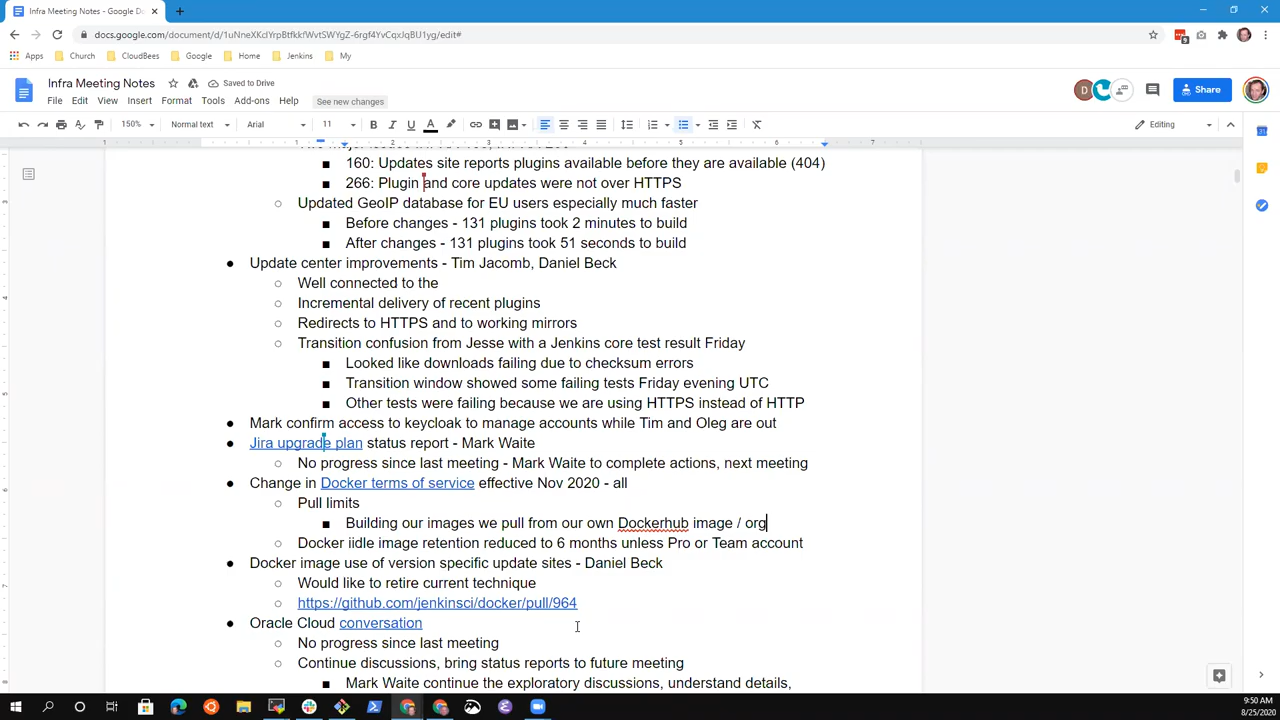 Infra Meeting Notes - Google Do
docs.google.com/document/d/1uNneXKcIYrpBtfkkfWvtSWYgZ-6rgf4YvCqxJqBU1yg/edit#
Apps Church CloudBees Google Home Jenkins My
Infra Meeting Notes Saved to Drive
File Edit View Insert Format Tools Add-ons Help See new changes
D Share
150% Normal text Arial 11 B I U A Editing
1 1 2 3 4 5 6 7
160: Updates site reports plugins available before they are available (404)
266: Plugin and core updates were not over HTTPS
Updated GeoIP database for EU users especially much faster
Before changes - 131 plugins took 2 minutes to build
After changes - 131 plugins took 51 seconds to build
Update center improvements - Tim Jacomb, Daniel Beck
Well connected to the
Incremental delivery of recent plugins
Redirects to HTTPS and to working mirrors
Transition confusion from Jesse with a Jenkins core test result Friday
Looked like downloads failing due to checksum errors
Transition window showed some failing tests Friday evening UTC
Other tests were failing because we are using HTTPS instead of HTTP
Mark confirm access to keycloak to manage accounts while Tim and Oleg are out
Jira upgrade plan status report - Mark Waite
No progress since last meeting - Mark Waite to complete actions, next meeting
Change in Docker terms of service effective Nov 2020 - all
Pull limits
Building our images we pull from our own Dockerhub image / org
Docker iidle image retention reduced to 6 months unless Pro or Team account
Docker image use of version specific update sites - Daniel Beck
Would like to retire current technique
https://github.com/jenkinsci/docker/pull/964
Oracle Cloud conversation
No progress since last meeting
Continue discussions, bring status reports to future meeting
Mark Waite continue the exploratory discussions, understand details,
9:50 AM
8/25/2020